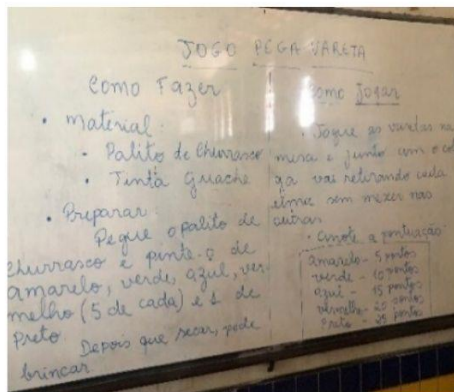 JOGO PEGA VARETA
Como Fazer
• material
- Palito de Churrasco
- Tinta Guache
• Preparar
Pegue o palito de
churrasco e pinte-o de
amarelo, verde, azul, ver-
melho (5 de cada) e 1 de
Preto.
Depois que secar, pode
brincar
Como Jogar
• Jogue as varetas na
mesa e junto com o cole
ga vai retirando cada
sem mexer nas
outras
• Anote a pontuação
amarelo - 5 pontos
verde - 10 pontos
azul - 15 pontos
vermelho - 20 pontos
Preto - 25 pontos